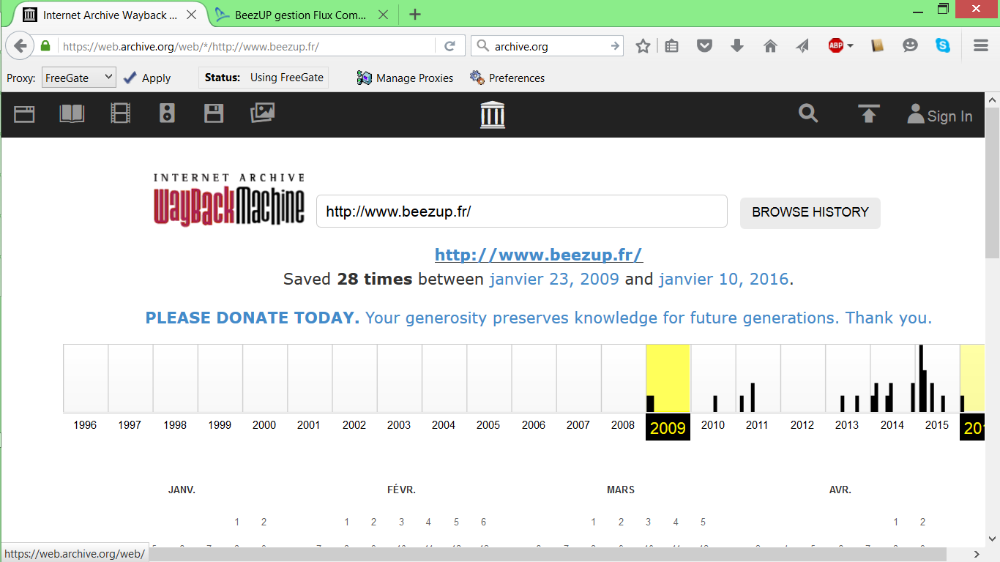 Internet Archive Wayback ...
BeezUP gestion Flux Com...
https://web.archive.org/web/*/http://www.beezup.fr/
archive.org
ABP
Proxy: FreeGate Apply Status: Using FreeGate Manage Proxies Preferences
Sign In
INTERNET ARCHIVE
WayBackMachine
http://www.beezup.fr/
BROWSE HISTORY
http://www.beezup.fr/
Saved 28 times between janvier 23, 2009 and janvier 10, 2016.
PLEASE DONATE TODAY. Your generosity preserves knowledge for future generations. Thank you.
1996 1997 1998 1999 2000 2001 2002 2003 2004 2005 2006 2007 2008 2009 2010 2011 2012 2013 2014 2015 201
JANV. FÉVR. MARS AVR.
1 2 1 2 3 4 5 6 1 2 3 4 5 1 2
https://web.archive.org/web/